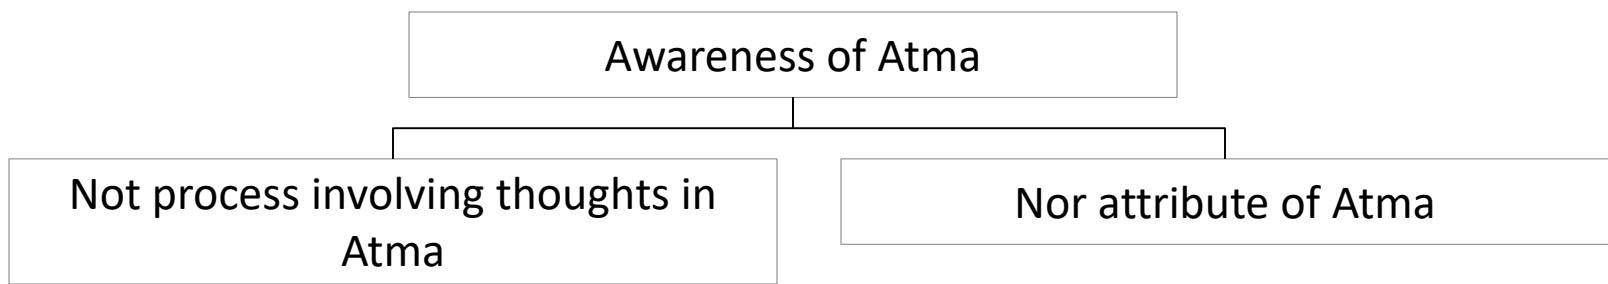 Awareness of Atma
Not process involving thoughts in
Atma
Nor attribute of Atma